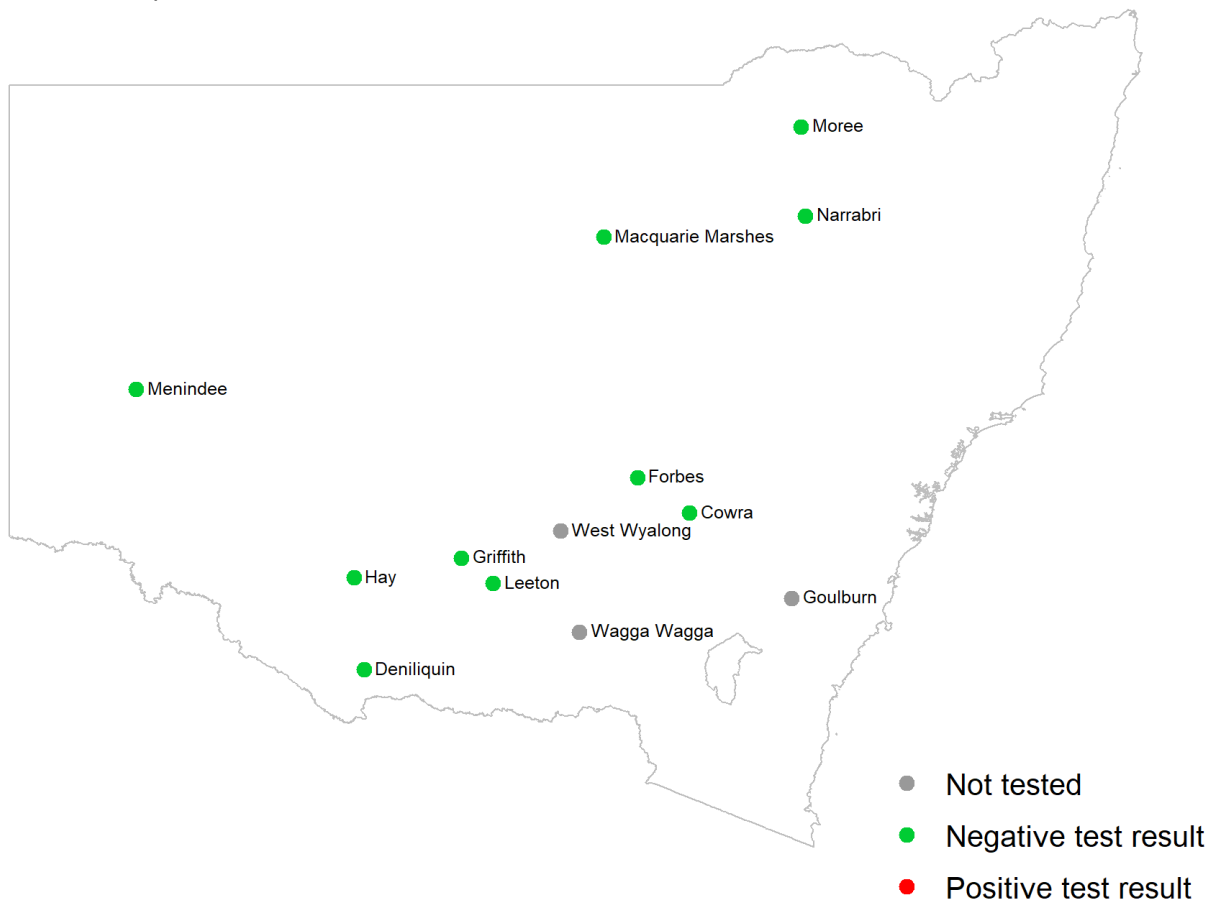 Moree
Narrabri
Macquarie Marshes
Menindee
Forbes
Cowra
West Wyalong
Griffith
Hay
Leeton
Goulburn
Wagga Wagga
Deniliquin
Not tested
Negative test result
Positive test result